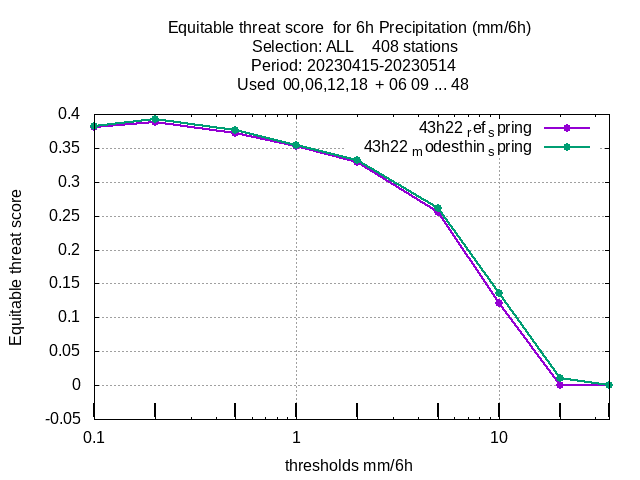 Equitable threat score for 6h Precipitation (mm/6h)
Selection: ALL 408 stations
Period: 20230415-20230514
Used 00,06,12,18 + 06 09 ... 48
43h22 ref spring
43h22 modesthin spring
0.4
0.35
0.3
0.25
0.2
0.15
0.1
0.05
0
-0.05
Equitable threat score
0.1
1
10
thresholds mm/6h